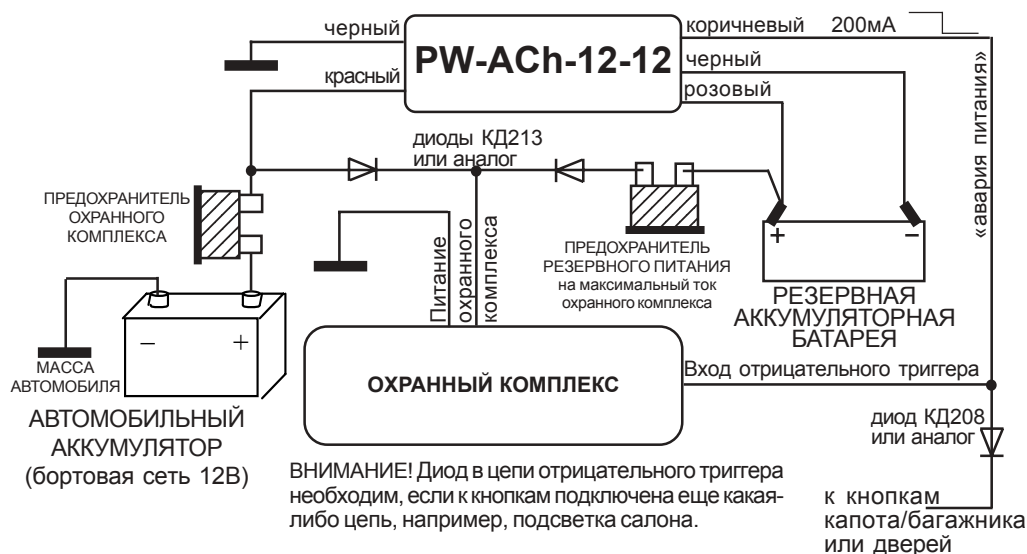 черный
красный
PW-ACh-12-12
коричневый 200мА
черный
розовый
«авария питания»
диоды КД213
или аналог
ПРЕДОХРАНИТЕЛЬ
ОХРАННОГО
КОМПЛЕКСА
Питание
охранного
комплекса
ПРЕДОХРАНИТЕЛЬ
РЕЗЕРВНОГО ПИТАНИЯ
на максимальный ток
охранного комплекса
+ −
РЕЗЕРВНАЯ
АККУМУЛЯТОРНАЯ
БАТАРЕЯ
− +
МАССА
АВТОМОБИЛЯ
АВТОМОБИЛЬНЫЙ
АККУМУЛЯТОР
(бортовая сеть 12В)
ОХРАННЫЙ КОМПЛЕКС
Вход отрицательного триггера
диод КД208
или аналог
ВНИМАНИЕ! Диод в цепи отрицательного триггера
необходим, если к кнопкам подключена еще какая-
либо цепь, например, подсветка салона.
к кнопкам
капота/багажника
или дверей